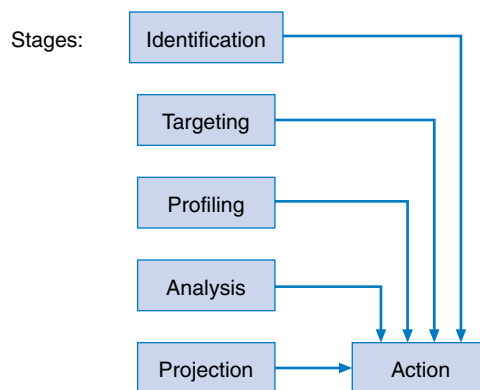 Stages:
Identification
Targeting
Profiling
Analysis
Projection
Action